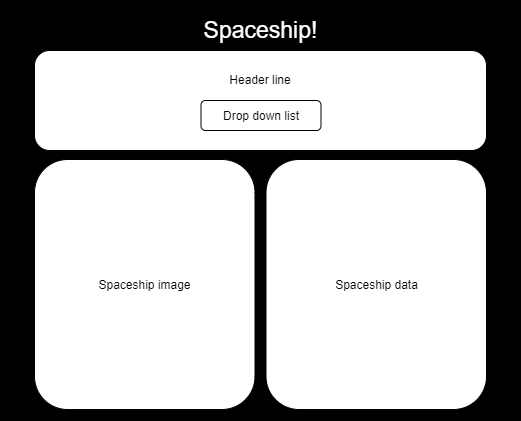 Spaceship!
Header line
Drop down list
Spaceship image
Spaceship data